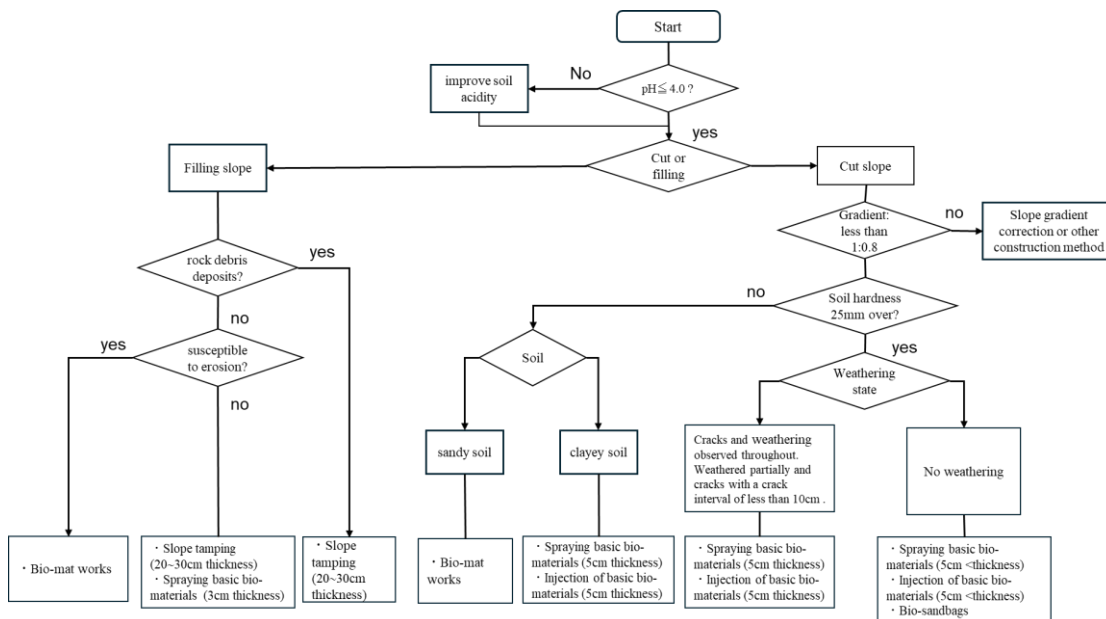 Start
No
improve soil
acidity
pH≦ 4.0 ?
yes
Filling slope
Cut or
filling
Cut slope
Gradient:
less than
1:0.8
no
Slope gradient
correction or other
construction method
rock debris
deposits?
yes
no
Soil hardness
25mm over?
no
yes
susceptible
to erosion?
yes
no
Soil
Weathering
state
sandy soil
clayey soil
Cracks and weathering
observed throughout.
Weathered partially and
cracks with a crack
interval of less than 10cm .
No weathering
・Bio-mat works
・Slope tamping
(20~30cm thickness)
・Spraying basic bio-
materials (3cm thickness)
・Slope
tamping
(20~30cm
thickness)
・Bio-mat
works
・Spraying basic bio-
materials (5cm thickness)
・Injection of basic bio-
materials (5cm thickness)
・Spraying basic bio-
materials (5cm thickness)
・Injection of basic bio-
materials (5cm thickness)
・Spraying basic bio-
materials (5cm <thickness)
・Injection of basic bio-
materials (5cm <thickness)
・Bio-sandbags